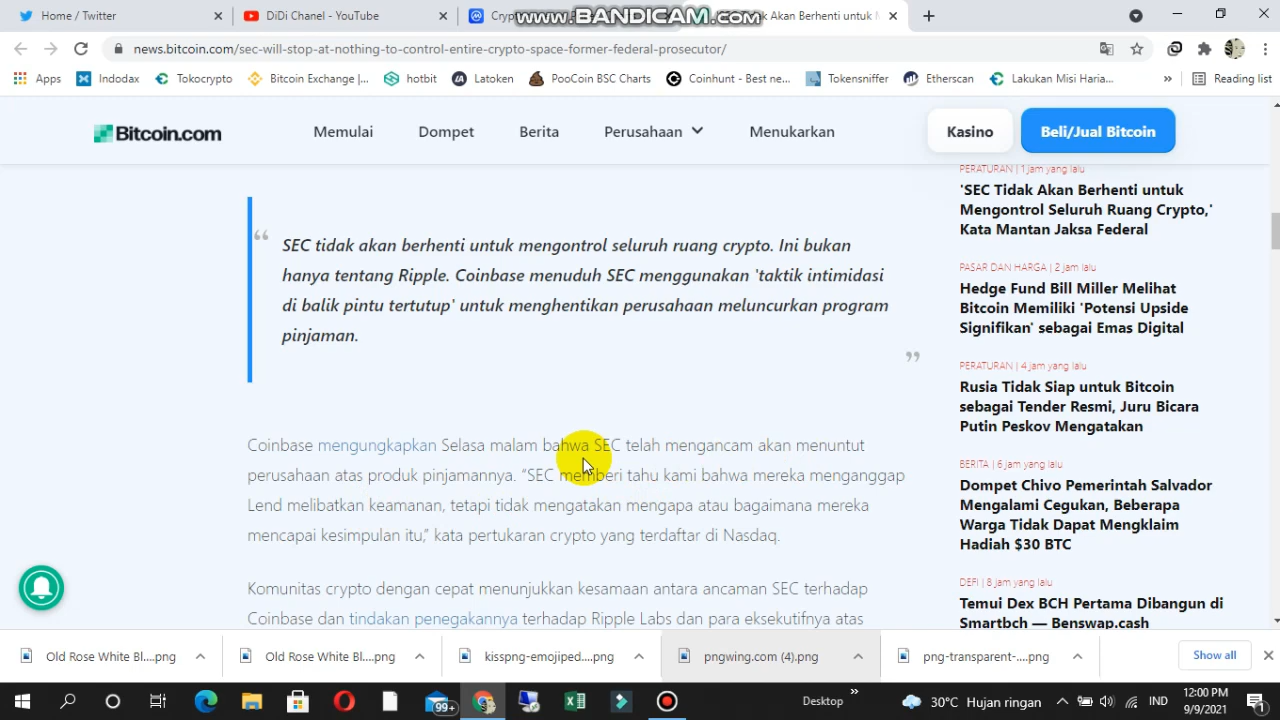 Home / Twitter
DiDi Chanel - YouTube
Cryp
www.BANDICAM.com
k Akan Berhenti untuk M
news.bitcoin.com/sec-will-stop-at-nothing-to-control-entire-crypto-space-former-federal-prosecutor/
Apps Indodax Tokocrypto Bitcoin Exchange |... hotbit Latoken PooCoin BSC Charts Coinhunt - Best ne... Tokensniffer Etherscan Lakukan Misi Haria... » Reading list
Bitcoin.com
Memulai Dompet Berita Perusahaan Menukarkan Kasino Beli/Jual Bitcoin
“
SEC tidak akan berhenti untuk mengontrol seluruh ruang crypto. Ini bukan
hanya tentang Ripple. Coinbase menuduh SEC menggunakan 'taktik intimidasi
di balik pintu tertutup' untuk menghentikan perusahaan meluncurkan program
pinjaman.
”
Coinbase mengungkapkan Selasa malam bahwa SEC telah mengancam akan menuntut
perusahaan atas produk pinjamannya. “SEC memberi tahu kami bahwa mereka menganggap
Lend melibatkan keamanan, tetapi tidak mengatakan mengapa atau bagaimana mereka
mencapai kesimpulan itu,” kata pertukaran crypto yang terdaftar di Nasdaq.
Komunitas crypto dengan cepat menunjukkan kesamaan antara ancaman SEC terhadap
Coinbase dan tindakan penegakannya terhadap Ripple Labs dan para eksekutifnya atas
PERATURAN | 1 jam yang lalu
'SEC Tidak Akan Berhenti untuk
Mengontrol Seluruh Ruang Crypto,'
Kata Mantan Jaksa Federal
PASAR DAN HARGA | 2 jam yang lalu
Hedge Fund Bill Miller Melihat
Bitcoin Memiliki 'Potensi Upside
Signifikan' sebagai Emas Digital
PERATURAN | 4 jam yang lalu
Rusia Tidak Siap untuk Bitcoin
sebagai Tender Resmi, Juru Bicara
Putin Peskov Mengatakan
BERITA | 6 jam yang lalu
Dompet Chivo Pemerintah Salvador
Mengalami Cegukan, Beberapa
Warga Tidak Dapat Mengklaim
Hadiah $30 BTC
DEFI | 8 jam yang lalu
Temui Dex BCH Pertama Dibangun di
Smartbch — Benswap.cash
Old Rose White Bl....png
Old Rose White Bl....png
kisspng-emojiped....png
pngwing.com (4).png
png-transparent-....png
Show all
99+
Desktop »
30°C Hujan ringan
IND
12:00 PM
9/9/2021
1